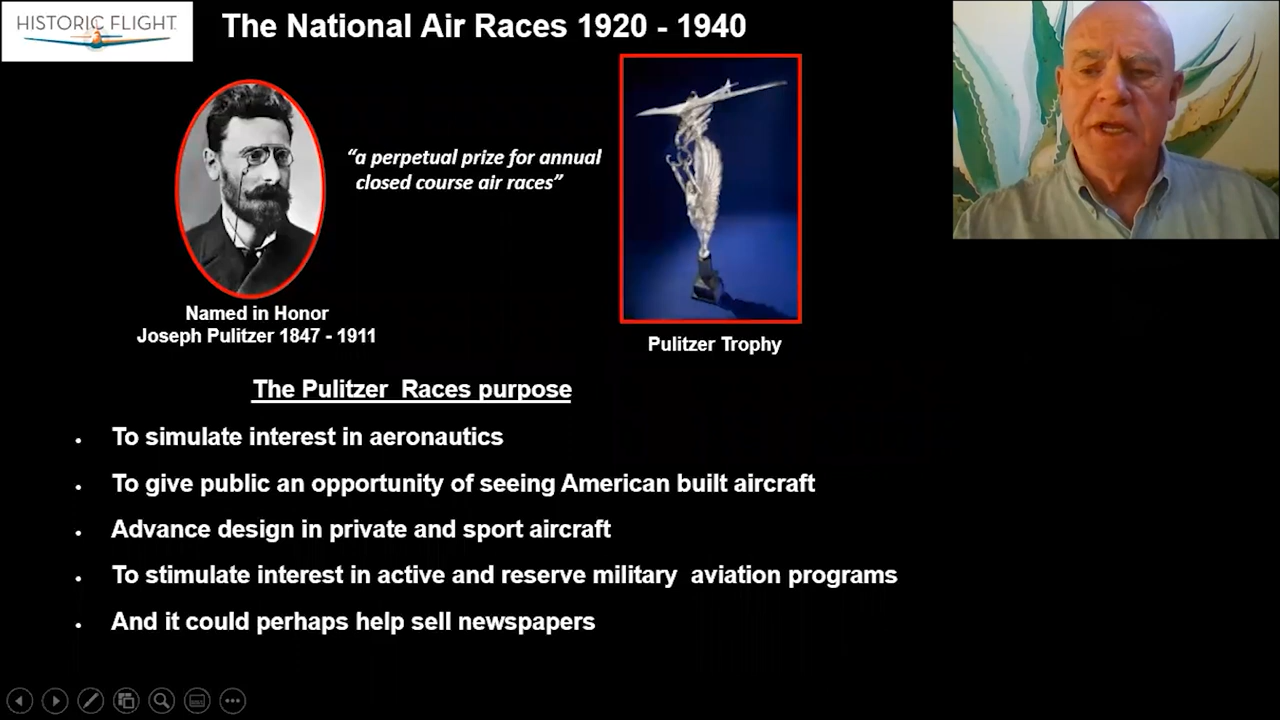 HISTORIC FLIGHT
The National Air Races 1920 - 1940
“a perpetual prize for annual
closed course air races”
Named in Honor
Joseph Pulitzer 1847 - 1911
Pulitzer Trophy
The Pulitzer Races purpose
• To simulate interest in aeronautics
• To give public an opportunity of seeing American built aircraft
• Advance design in private and sport aircraft
• To stimulate interest in active and reserve military aviation programs
• And it could perhaps help sell newspapers